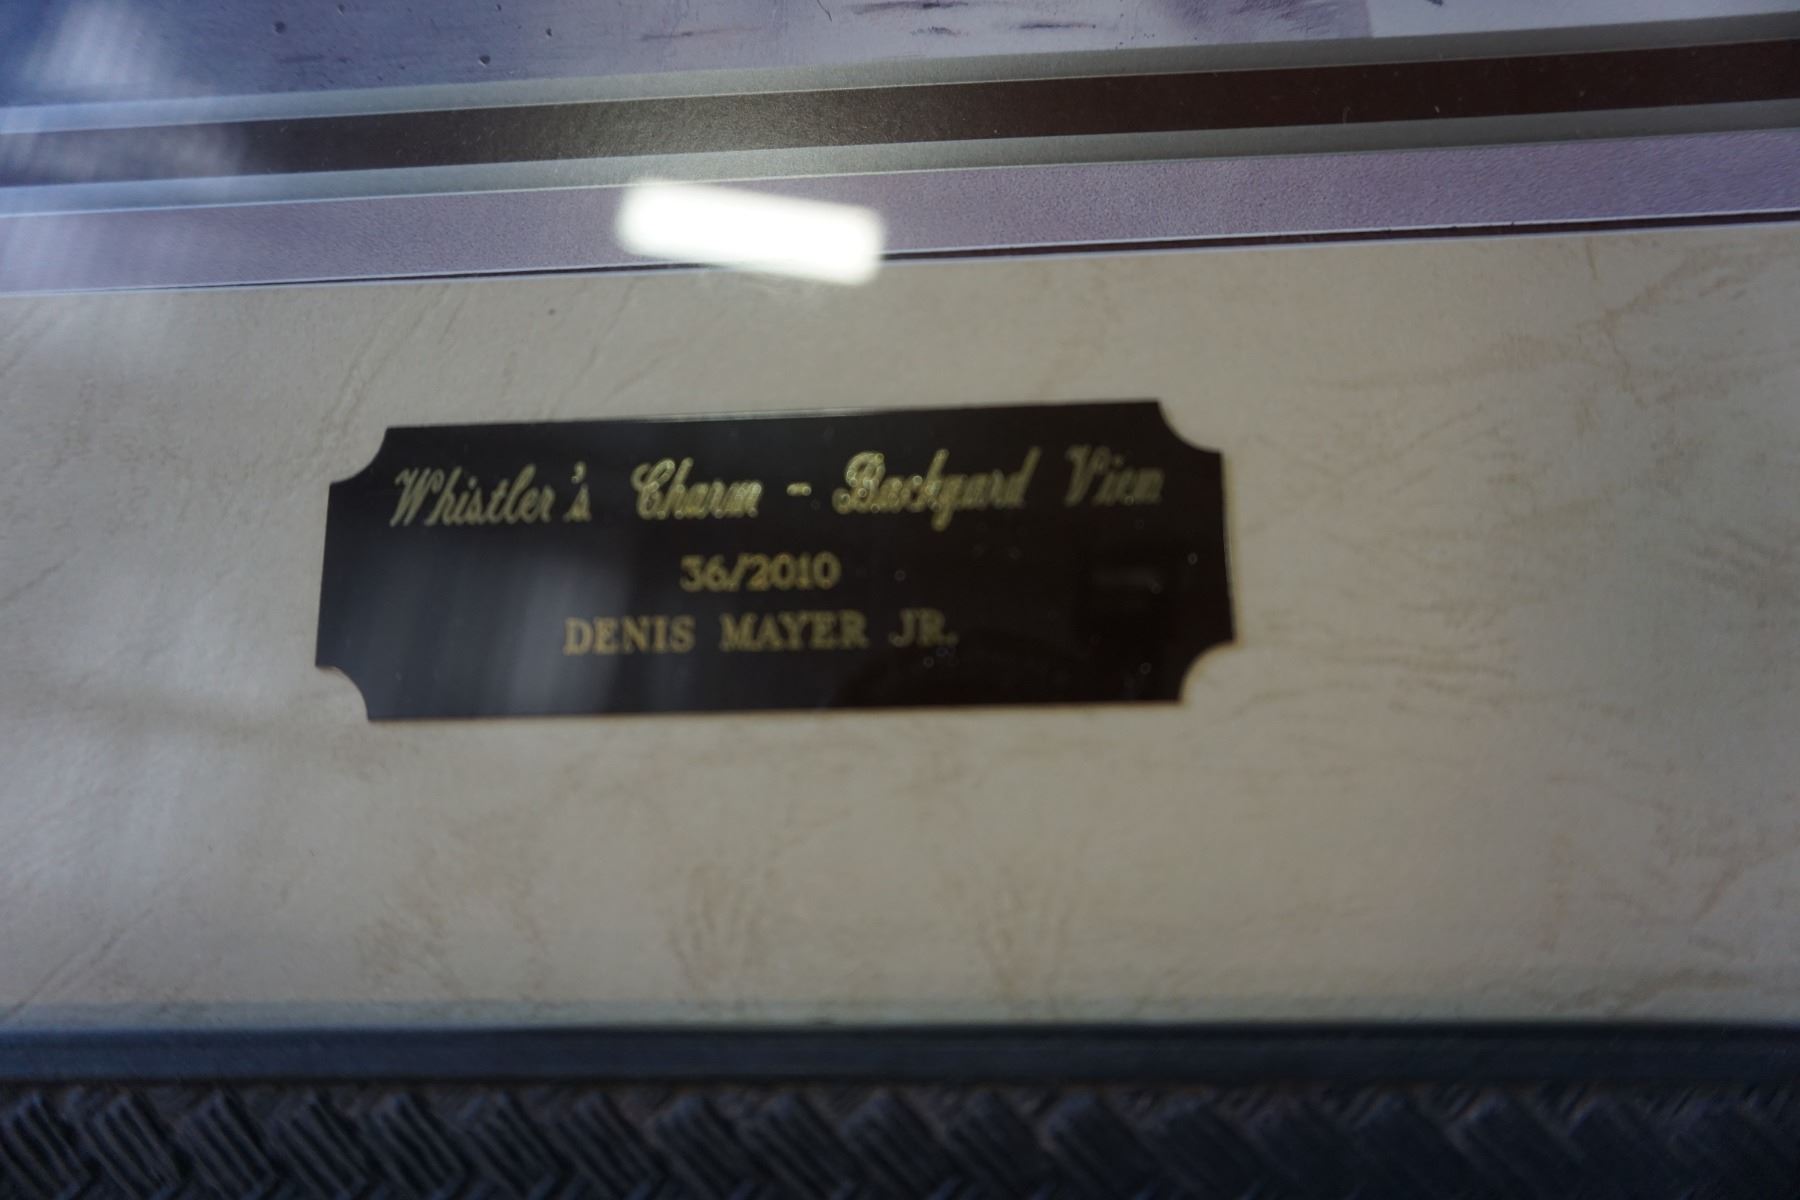 Whistler's Charm - Backyard View
36/2010
DENIS MAYER JR.